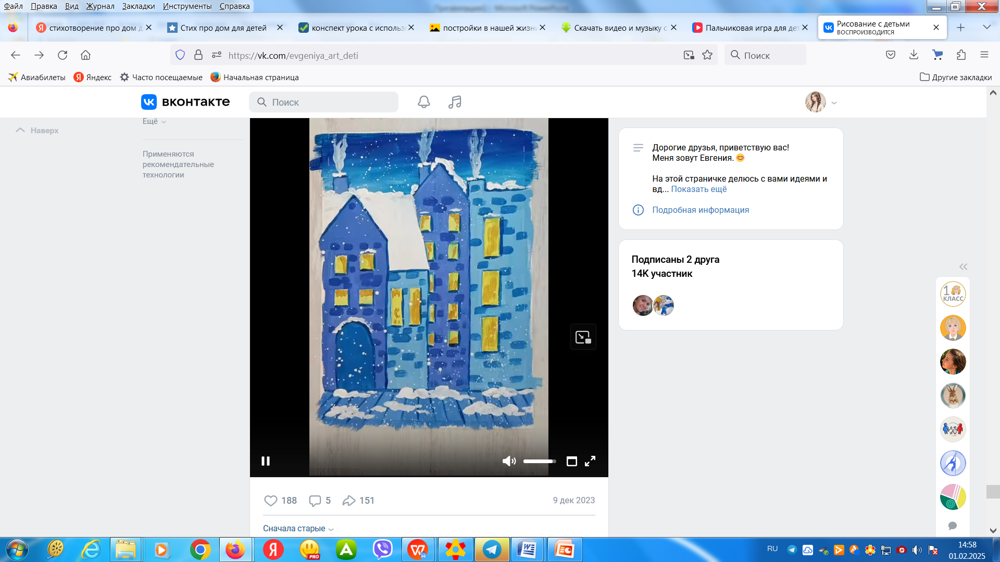 Файл Правка Вид Журнал Закладки Инструменты Справка
стихотворение про дом д
Стих про дом для детей
конспект урока с использо
постройки в нашей жизни
Скачать видео и музыку с
Пальчиковая игра для дет
Рисование с детьми
ВОСПРОИЗВОДИТСЯ
https://vk.com/evgeniya_art_deti
Поиск
Авиабилеты
Яндекс
Часто посещаемые
Начальная страница
Другие закладки
вконтакте
Поиск
Наверх
Ещё
Применяются
рекомендательные
технологии
Дорогие друзья, приветствую вас!
Меня зовут Евгения. 😊
На этой страничке делюсь с вами идеями и
вд... Показать ещё
Подробная информация
Подписаны 2 друга
14K участник
1
КЛАСС
188
5
151
9 дек 2023
Сначала старые
PRO
RU
14:58
01.02.2025